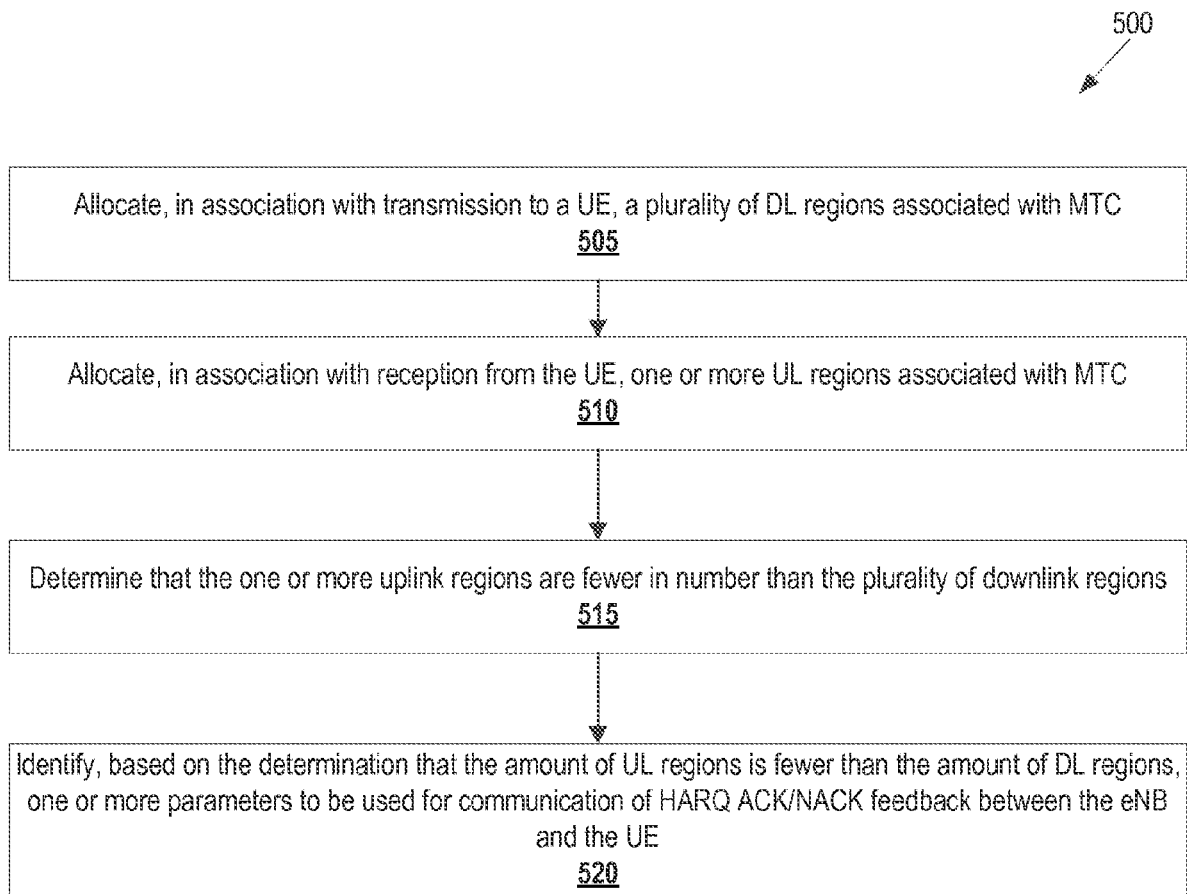 500
Allocate, in association with transmission to a UE, a plurality of DL regions associated with MTC
505
Allocate, in association with reception from the UE, one or more UL regions associated with MTC
510
Determine that the one or more uplink regions are fewer in number than the plurality of downlink regions
515
Identify, based on the determination that the amount of UL regions is fewer than the amount of DL regions,
one or more parameters to be used for communication of HARQ ACK/NACK feedback between the eNB
and the UE
520